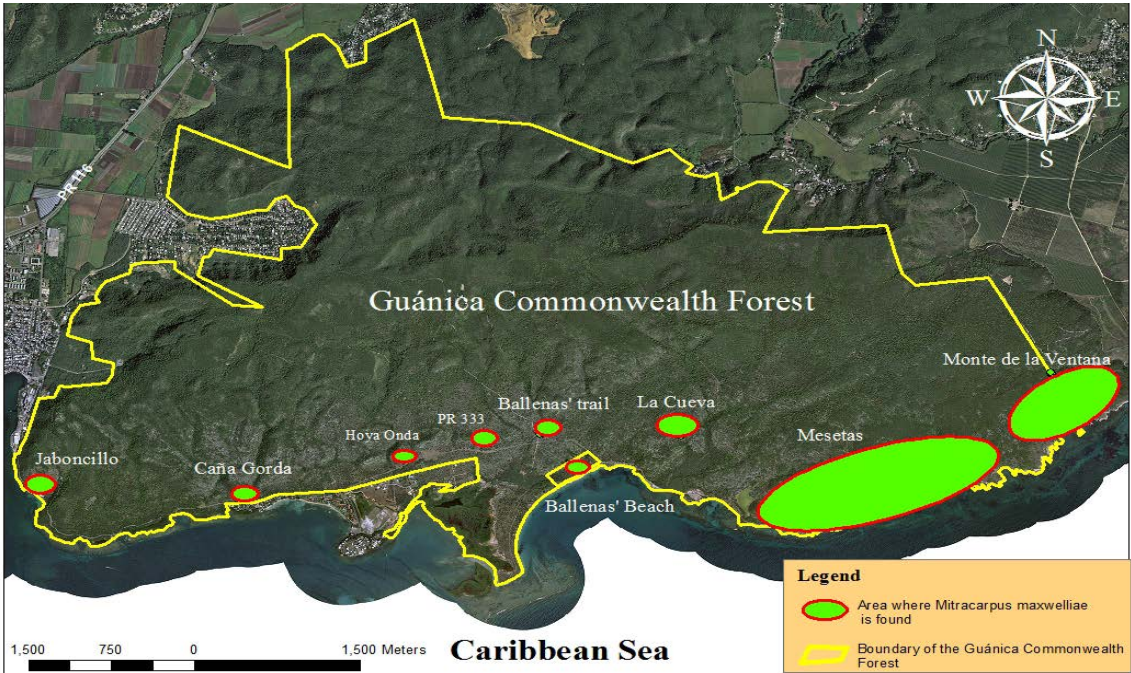 N
W E
S
PR 116
Guánica Commonwealth Forest
Monte de la Ventana
Ballenas' trail
La Cueva
PR 333
Mesetas
Hoya Onda
Jaboncillo
Caña Gorda
Ballenas' Beach
Legend
Area where Mitracarpus maxwelliae
is found
Boundary of the Guánica Commonwealth
Forest
1,500 750 0 1,500 Meters
Caribbean Sea